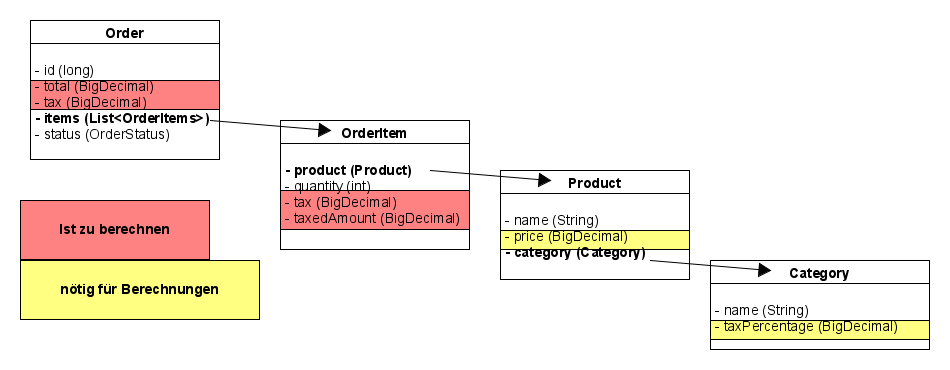 Order
- id (long)
- total (BigDecimal)
- tax (BigDecimal)
- items (List<OrderItems>)
- status (OrderStatus)
OrderItem
- product (Product)
- quantity (int)
- tax (BigDecimal)
- taxedAmount (BigDecimal)
Product
- name (String)
- price (BigDecimal)
- category (Category)
Category
- name (String)
- taxPercentage (BigDecimal)
Ist zu berechnen
nötig für Berechnungen